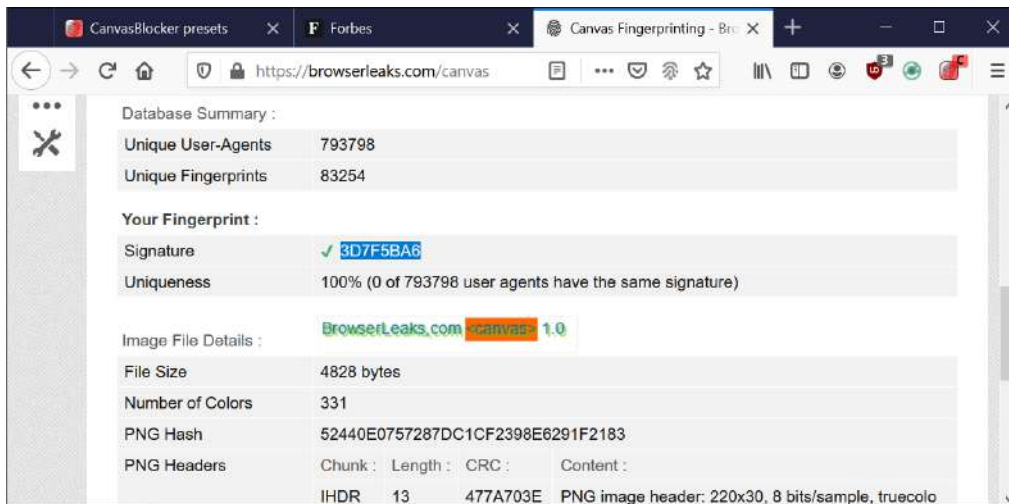 CanvasBlocker presets
F Forbes
Canvas Fingerprinting - Bro
https://browserleaks.com/canvas
3
C
Database Summary :
Unique User-Agents 793798
Unique Fingerprints 83254
Your Fingerprint :
Signature ✓ 3D7F5BA6
Uniqueness 100% (0 of 793798 user agents have the same signature)
Image File Details : BrowserLeaks,com <canvas> 1.0
File Size 4828 bytes
Number of Colors 331
PNG Hash 52440E0757287DC1CF2398E6291F2183
PNG Headers Chunk : Length : CRC : Content :
IHDR 13 477A703E PNG image header: 220x30, 8 bits/sample, truecolo